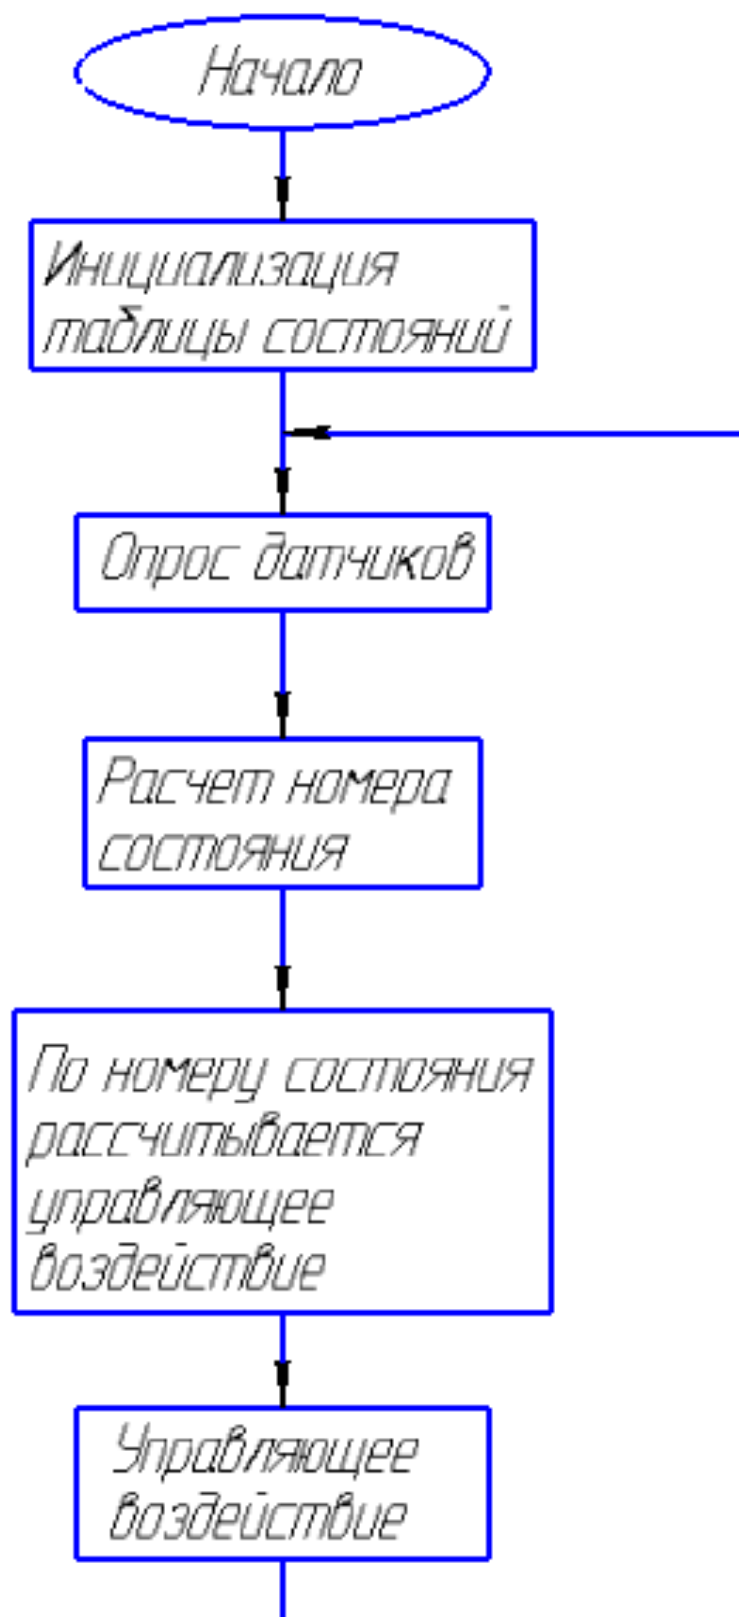 Начало
Инициализация
таблицы состояний
Опрос датчиков
Расчет номера
состояния
По номеру состояния
рассчитывается
управляющее
воздействие
Управляющее
воздействие